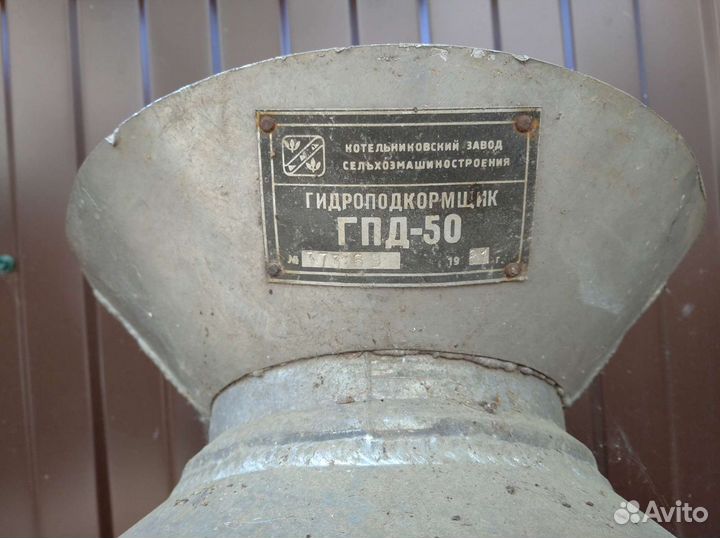 КОТЕЛЬНИКОВСКИЙ ЗАВОД
СЕЛЬХОЗМАШИНОСТРОЕНИЯ
ГИДРОПОДКОРМЩИК
ГПД-50
№ 19 г.
Avito